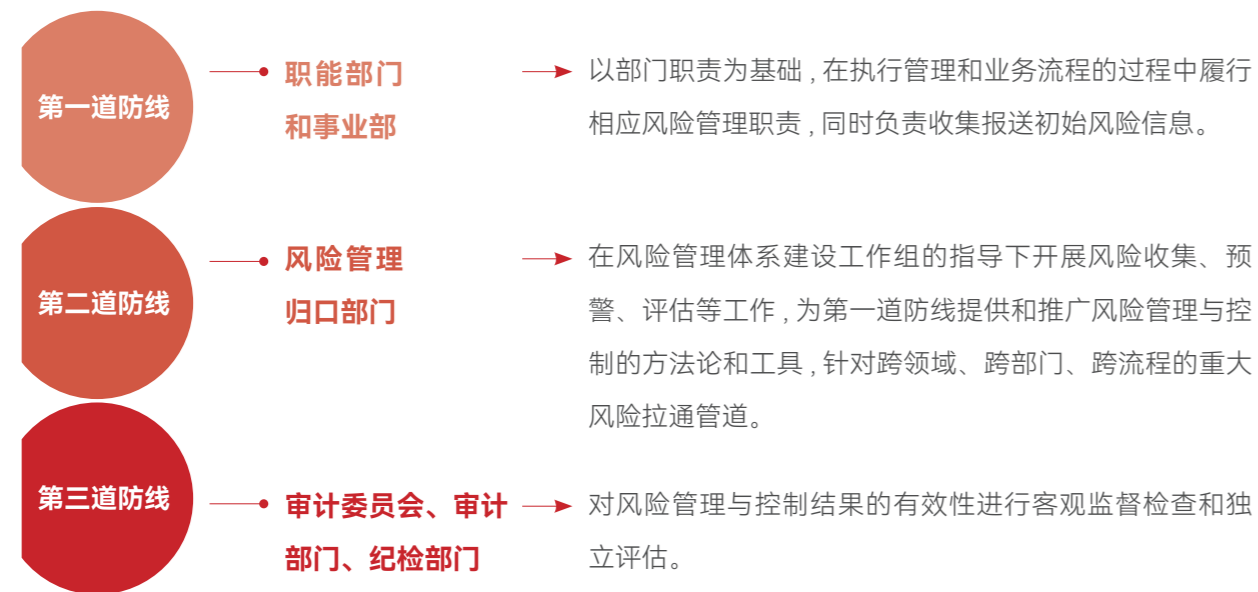 第一道防线
职能部门
和事业部
以部门职责为基础 , 在执行管理和业务流程的过程中履行
相应风险管理职责 , 同时负责收集报送初始风险信息。
第二道防线
风险管理
归口部门
在风险管理体系建设工作组的指导下开展风险收集、预
警、评估等工作 , 为第一道防线提供和推广风险管理与控
制的方法论和工具 , 针对跨领域、跨部门、跨流程的重大
风险拉通管道。
第三道防线
审计委员会、审计
部门、纪检部门
对风险管理与控制结果的有效性进行客观监督检查和独
立评估。